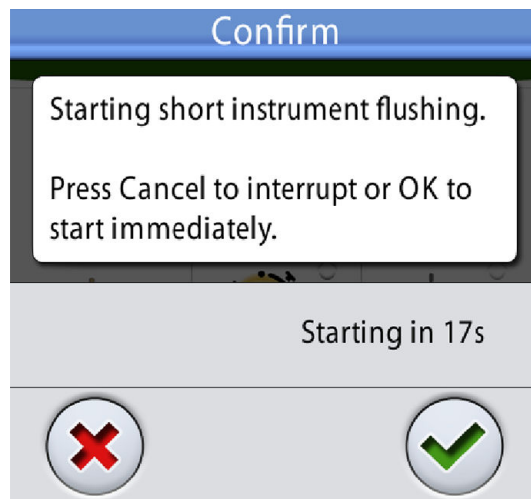 Confirm
Starting short instrument flushing.
Press Cancel to interrupt or OK to
start immediately.
Starting in 17s